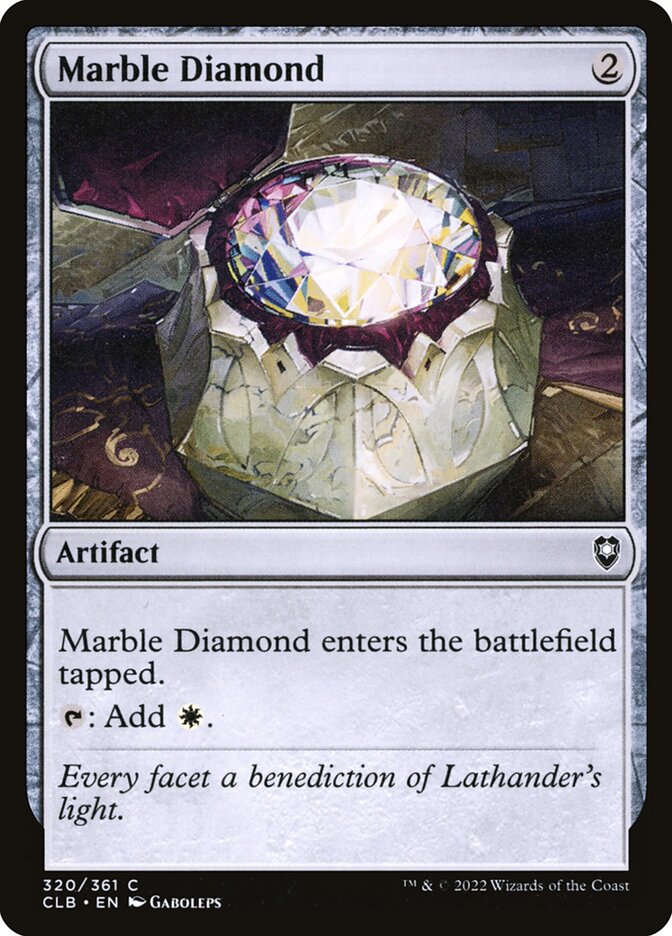 Marble Diamond 2
Artifact
Marble Diamond enters the battlefield
tapped.
: Add .
Every facet a benediction of Lathander's
light.
320/361 C ™ & © 2022 Wizards of the Coast
CLB • EN Gaboleps